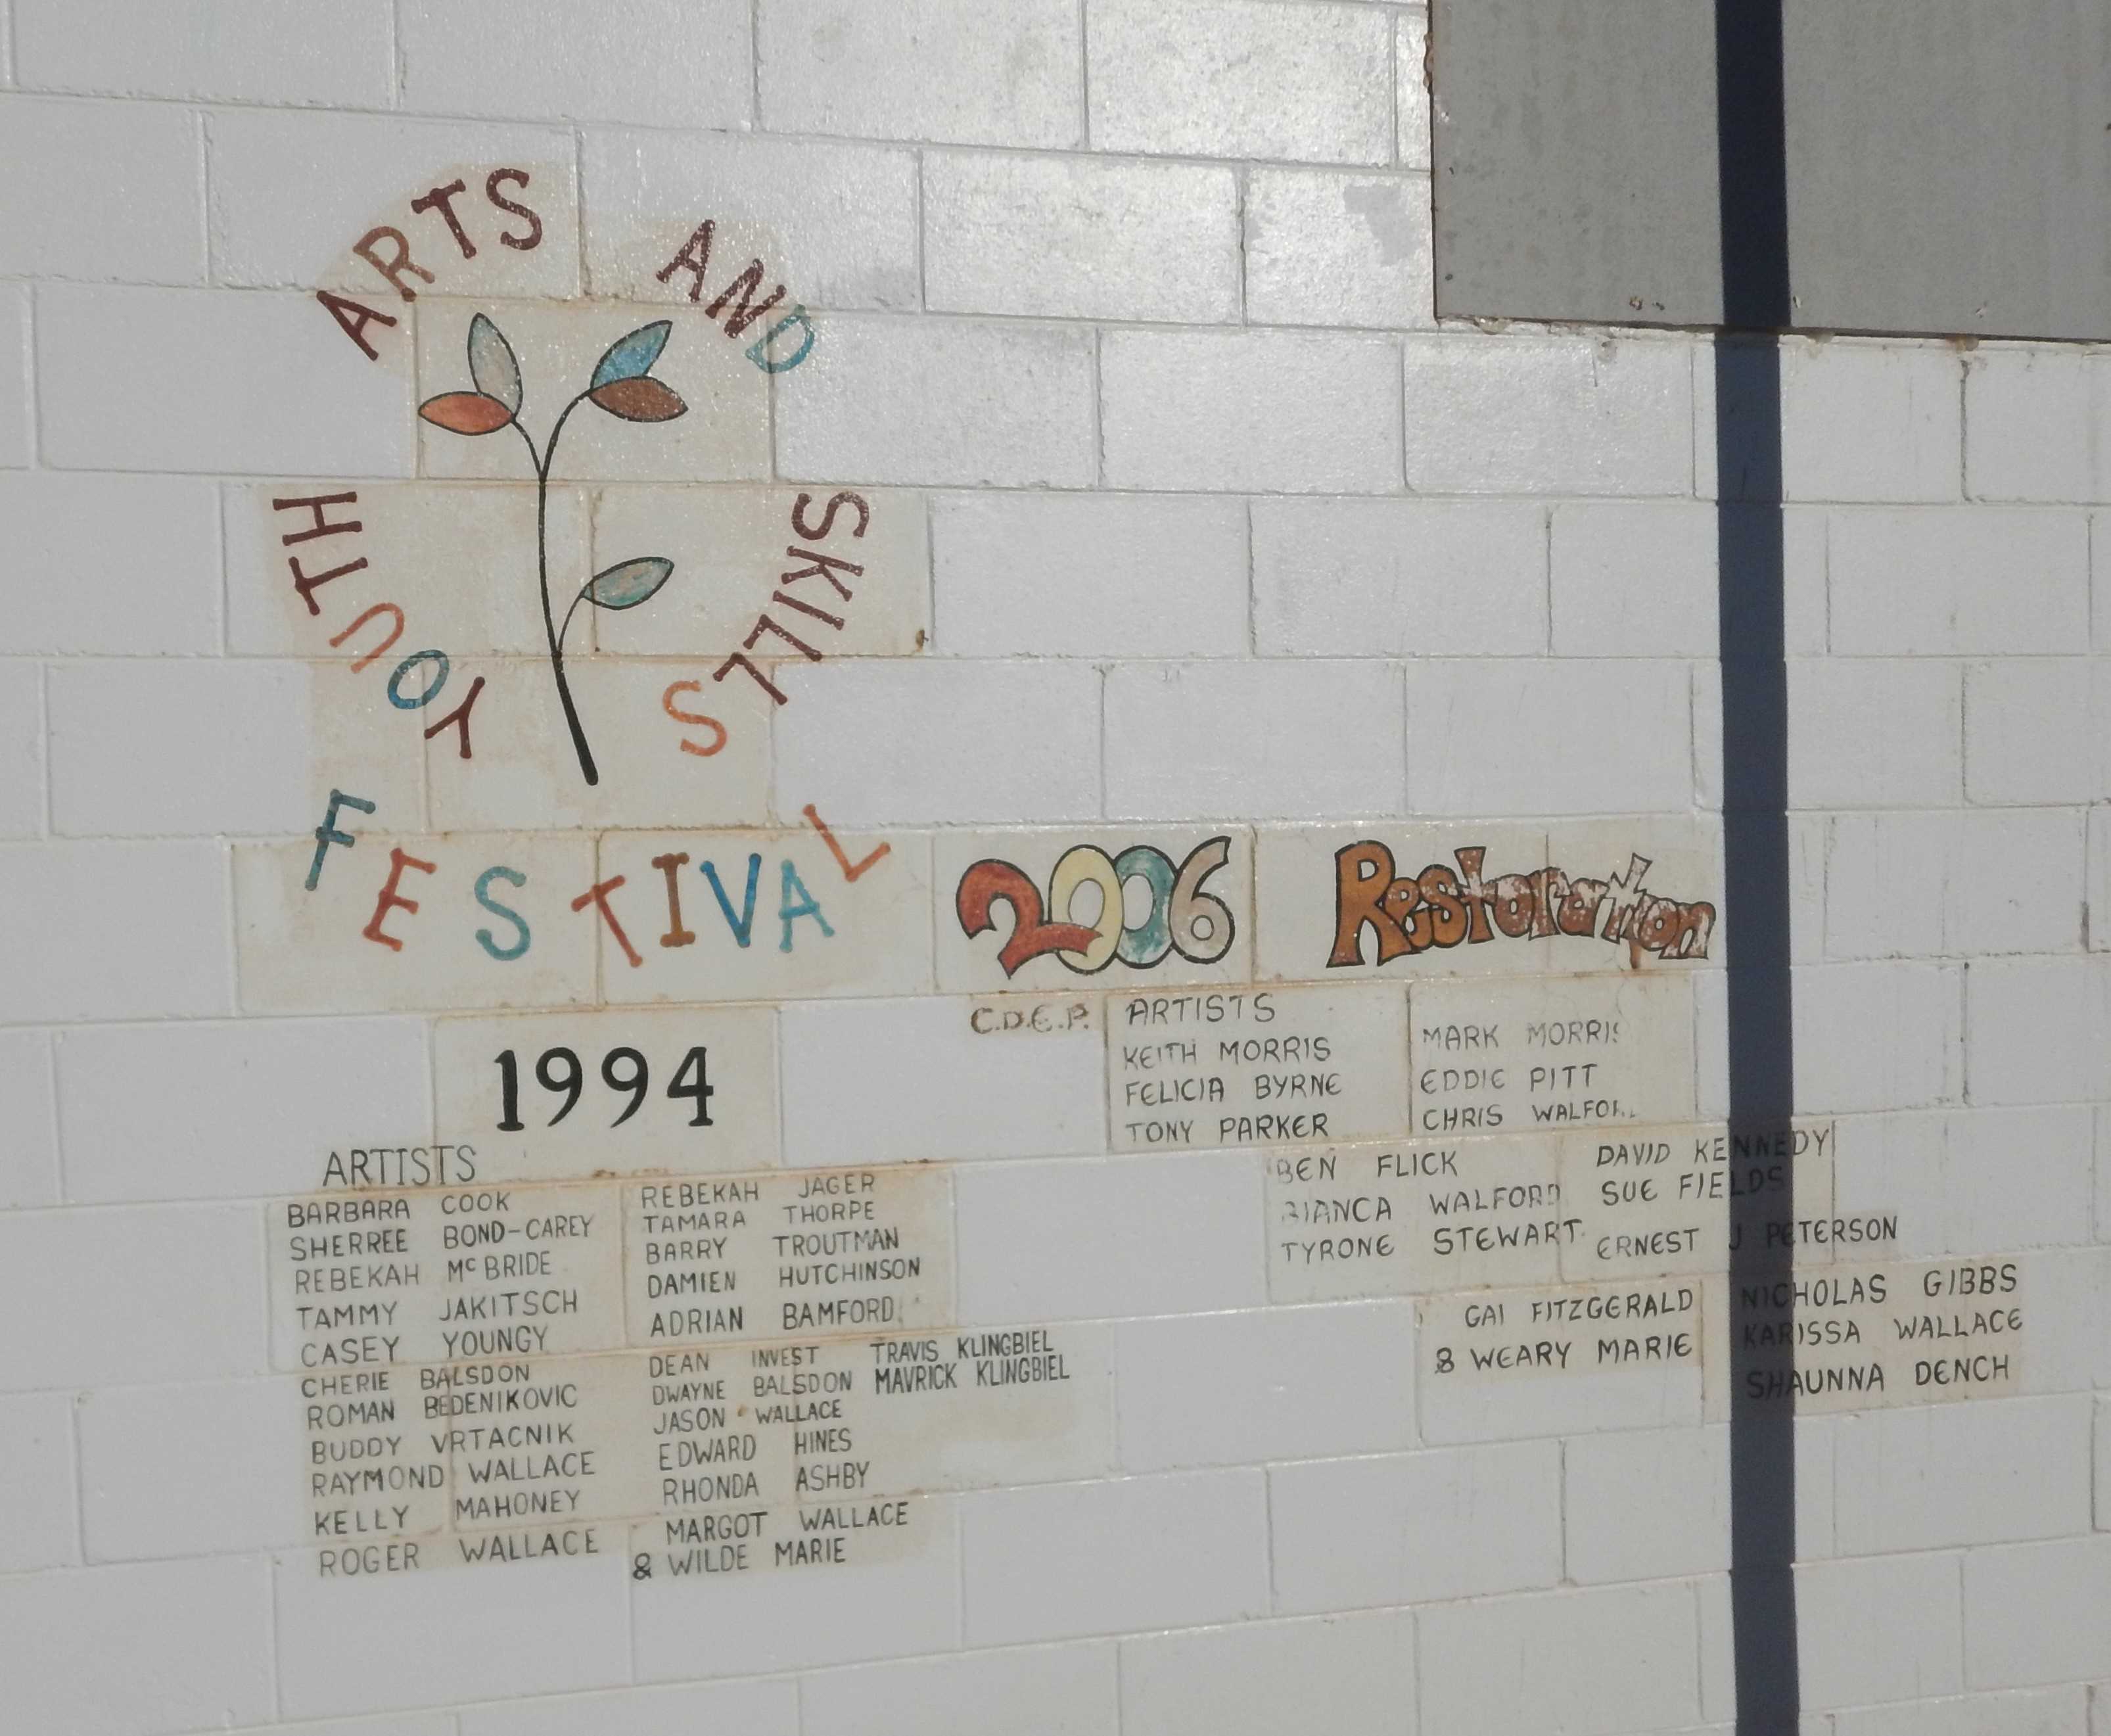 YOUTH ARTS AND SKILLS
FESTIVAL
1994
ARTISTS
BARBARA COOK
SHERREE BOND-CAREY
REBEKAH McBRIDE
TAMMY JAKITSCH
CASEY YOUNGY
CHERIE BALSDON
ROMAN BEDENIKOVIC
BUDDY VRTACNIK
RAYMOND WALLACE
KELLY MAHONEY
ROGER WALLACE
REBEKAH JAGER
TAMARA THORPE
BARRY TROUTMAN
DAMIEN HUTCHINSON
ADRIAN BAMFORD
DEAN INVEST TRAVIS KLINGBIEL
DWAYNE BALSDON MAVRICK KLINGBIEL
JASON WALLACE
EDWARD HINES
RHONDA ASHBY
MARGOT WALLACE
& WILDE MARIE
2006 Restoration
C.D.E.P. ARTISTS
KEITH MORRIS
FELICIA BYRNE
TONY PARKER
MARK MORRIS
EDDIE PITT
CHRIS
BEN FLICK
BIANCA WALFORD
TYRONE STEWART
DAVID KENNEDY
SUE FIELDS
ERNEST J PETERSON
GAI FITZGERALD
& WEARY MARIE
NICHOLAS GIBBS
KARISSA WALLACE
SHAUNNA DENCH